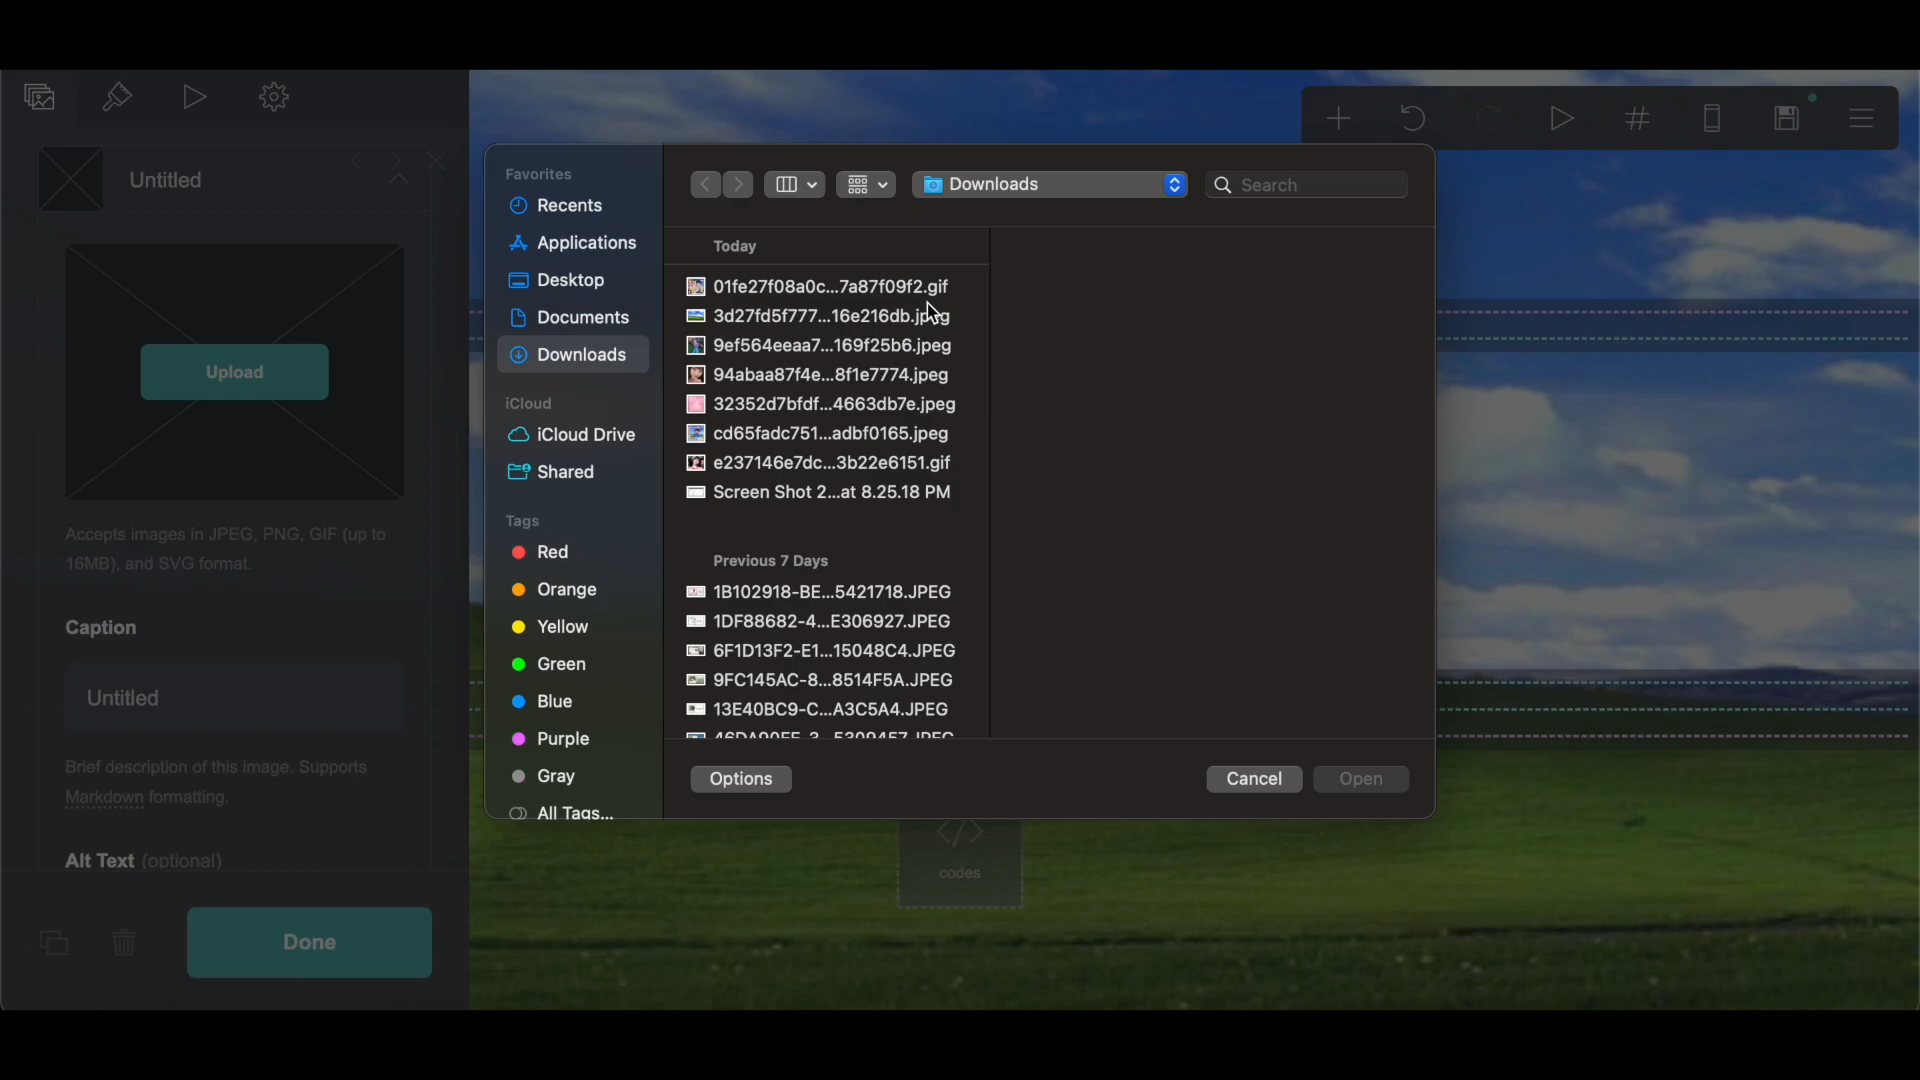 Untitled
Upload
Accepts images in JPEG, PNG, GIF (up to
16MB), and SVG format.
Caption
Untitled
Brief description of this image. Supports
Markdown formatting.
Alt Text (optional)
Done
Favorites
Recents
Applications
Desktop
Documents
Downloads
iCloud
iCloud Drive
Shared
Tags
Red
Orange
Yellow
Green
Blue
Purple
Gray
All Tags...
Downloads
Search
Today
01fe27f08a0c...7a87f09f2.gif
3d27fd5f777...16e216db.jpeg
9ef564eeaa7...169f25b6.jpeg
94abaa87f4e...8f1e7774.jpeg
32352d7bfdf...4663db7e.jpeg
cd65fadc751...adbf0165.jpeg
e237146e7dc...3b22e6151.gif
Screen Shot 2...at 8.25.18 PM
Previous 7 Days
1B102918-BE...5421718.JPEG
1DF88682-4...E306927.JPEG
6F1D13F2-E1...15048C4.JPEG
9FC145AC-8...8514F5A.JPEG
13E40BC9-C...A3C5A4.JPEG
Options
Cancel
Open
codes